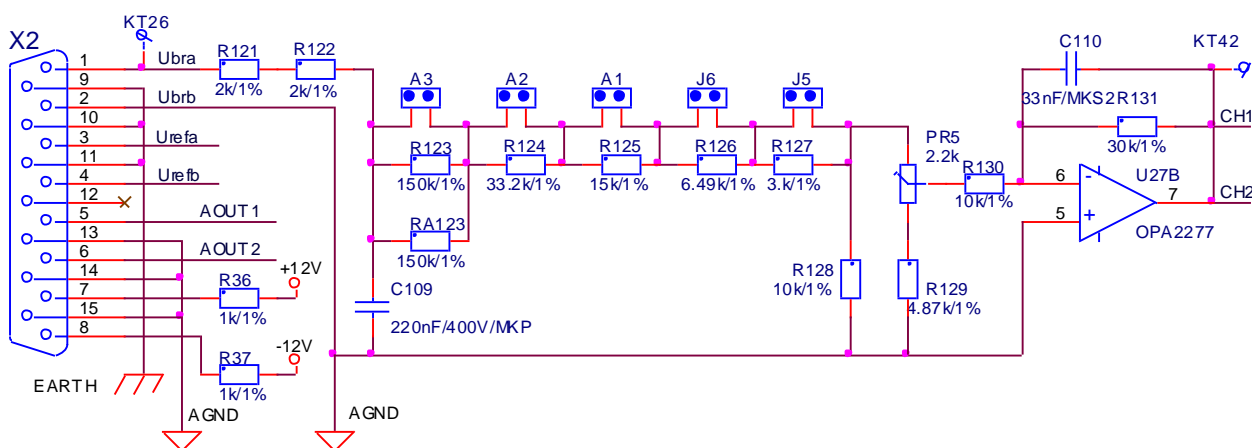 X2
KT26
1
9
2
10
3
11
4
12
5
13
6
14
7
15
8
Ubra
Ubrb
Urefa
Urefb
AOUT1
AOUT2
R121
2k/1%
R122
2k/1%
A3
A2
A1
J6
J5
R123
150k/1%
R124
33.2k/1%
R125
15k/1%
R126
6.49k/1%
R127
3.k/1%
RA123
150k/1%
C109
220nF/400V/MKP
R36
1k/1%
+12V
R37
1k/1%
-12V
EARTH
AGND
AGND
R128
10k/1%
R129
4.87k/1%
PR5
2.2k
R130
10k/1%
C110
33nF/MKS2
R131
30k/1%
KT42
CH1
CH2
U27B
6
5
7
-
+
OPA2277